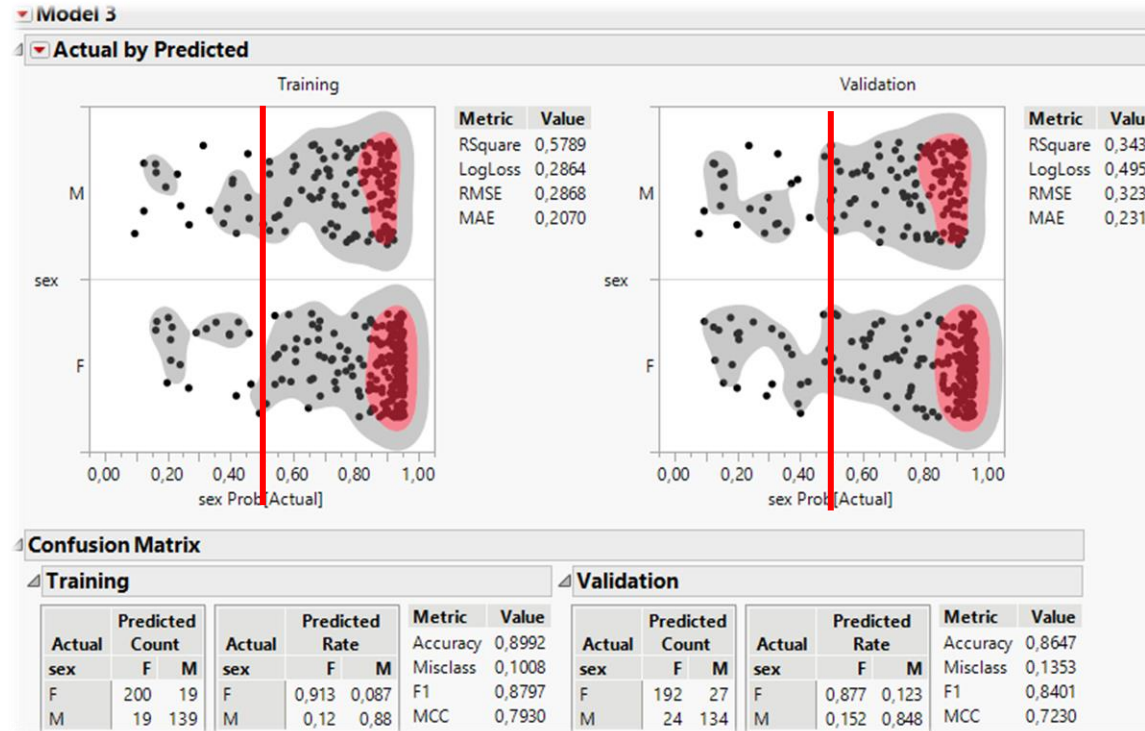 Model 3
Actual by Predicted
Training
Validation
Metric Value
RSquare 0,5789
LogLoss 0,2864
RMSE 0,2868
MAE 0,2070
Metric Valu
RSquare 0,343
LogLoss 0,495
RMSE 0,323
MAE 0,231
M
sex
F
0,00 0,20 0,40 0,60 0,80 1,00
sex Prob[Actual]
M
sex
F
0,00 0,20 0,40 0,60 0,80 1,00
sex Prob[Actual]
Confusion Matrix
Training
Predicted
Actual Count
sex F M
F 200 19
M 19 139
Predicted
Actual Rate
sex F M
F 0,913 0,087
M 0,12 0,88
Metric Value
Accuracy 0,8992
Misclass 0,1008
F1 0,8797
MCC 0,7930
Validation
Predicted
Actual Count
sex F M
F 192 27
M 24 134
Predicted
Actual Rate
sex F M
F 0,877 0,123
M 0,152 0,848
Metric Value
Accuracy 0,8647
Misclass 0,1353
F1 0,8401
MCC 0,7230